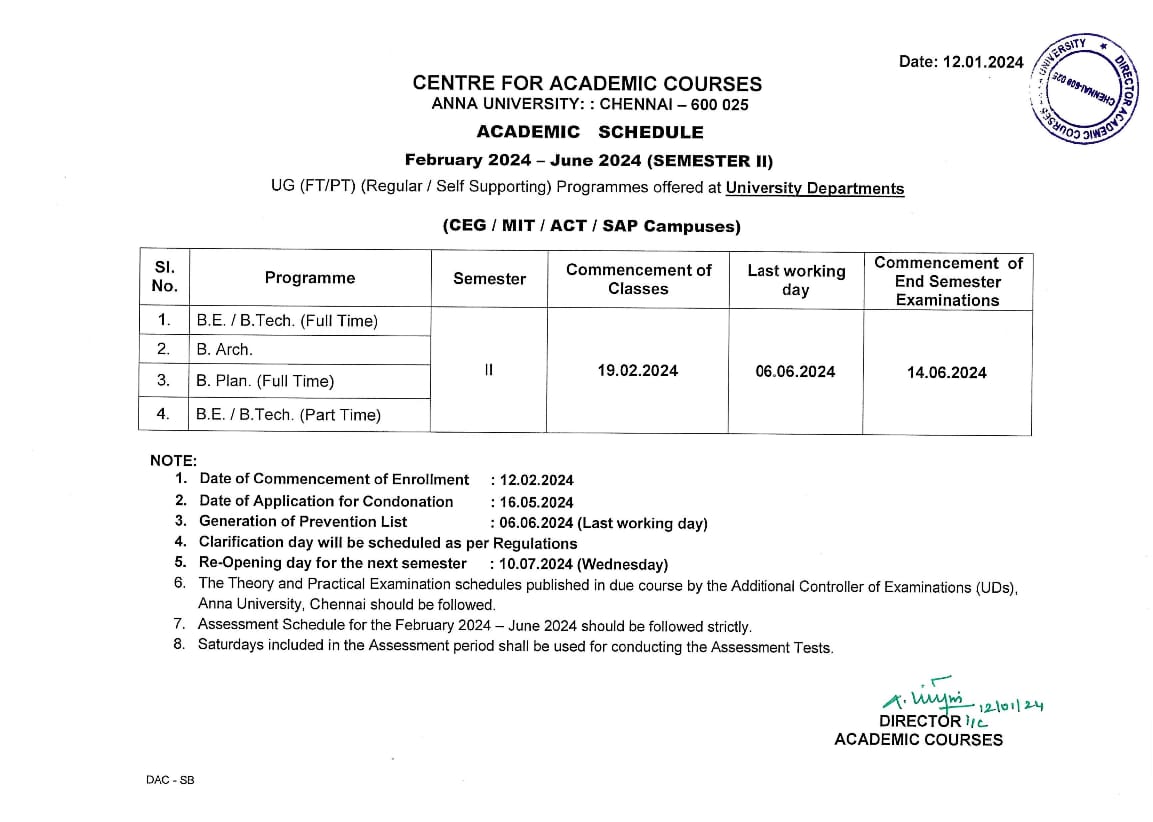 Date: 12.01.2024
UNIVERSITY ★ DIRECTOR ACADEMIC COURSES
CHENNAI-600 025
CENTRE FOR ACADEMIC COURSES
ANNA UNIVERSITY: : CHENNAI – 600 025
ACADEMIC SCHEDULE
February 2024 – June 2024 (SEMESTER II)
UG (FT/PT) (Regular / Self Supporting) Programmes offered at University Departments
(CEG / MIT / ACT / SAP Campuses)
Sl. No. Programme Semester Commencement of Classes Last working day Commencement of End Semester Examinations
1. B.E. / B.Tech. (Full Time)
2. B. Arch.
3. B. Plan. (Full Time)
4. B.E. / B.Tech. (Part Time)
II 19.02.2024 06.06.2024 14.06.2024
NOTE:
1. Date of Commencement of Enrollment : 12.02.2024
2. Date of Application for Condonation : 16.05.2024
3. Generation of Prevention List : 06.06.2024 (Last working day)
4. Clarification day will be scheduled as per Regulations
5. Re-Opening day for the next semester : 10.07.2024 (Wednesday)
6. The Theory and Practical Examination schedules published in due course by the Additional Controller of Examinations (UDs),
Anna University, Chennai should be followed.
7. Assessment Schedule for the February 2024 – June 2024 should be followed strictly.
8. Saturdays included in the Assessment period shall be used for conducting the Assessment Tests.
12/01/24
DIRECTOR i/c
ACADEMIC COURSES
DAC - SB